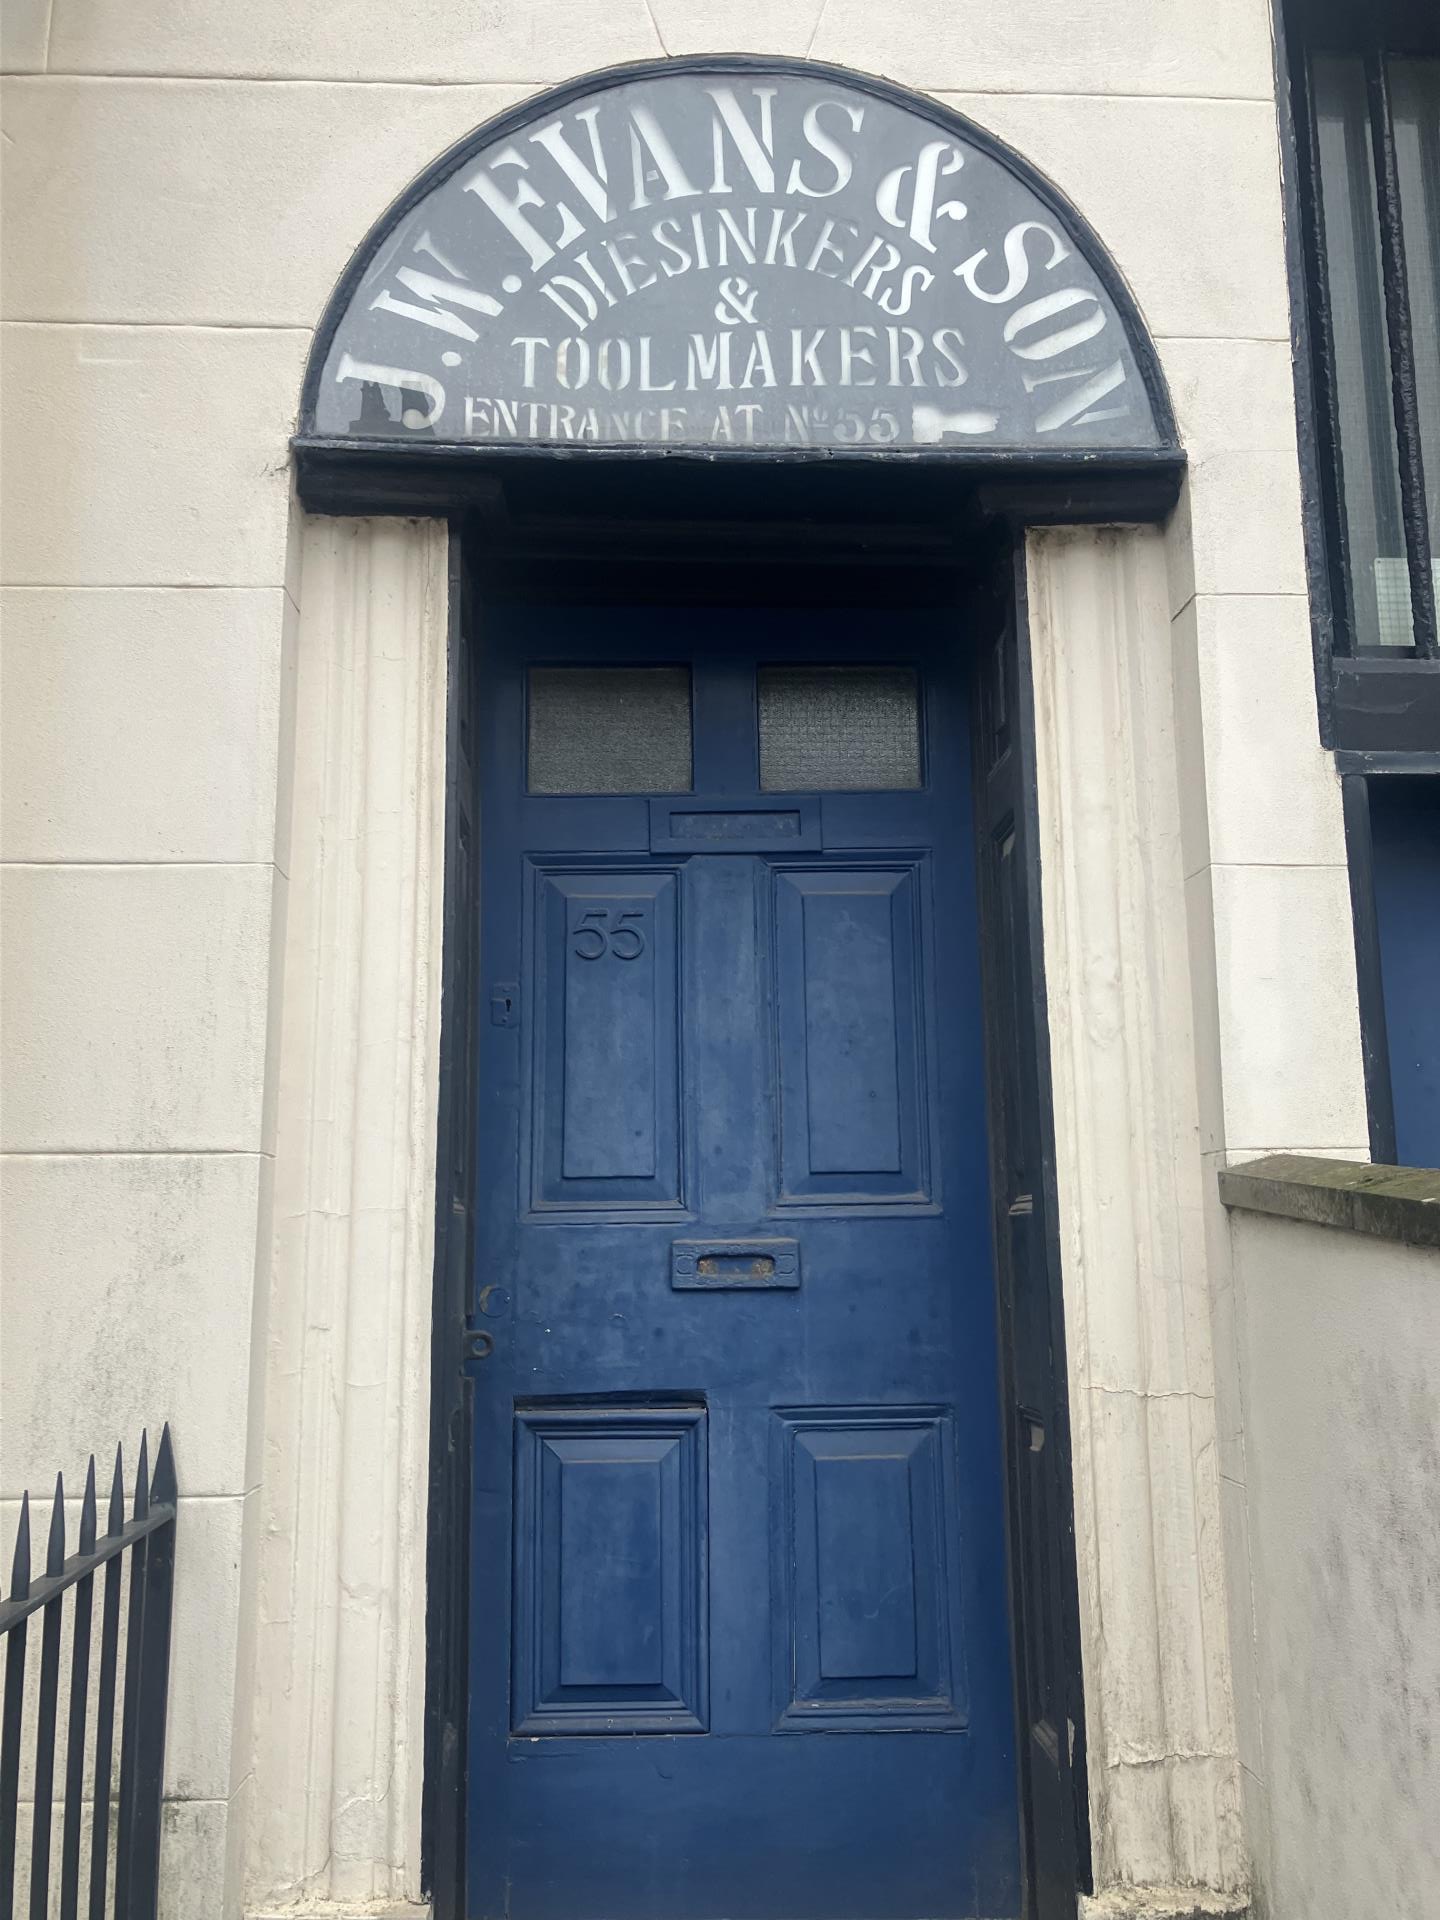 J.W. EVANS & SON
DIESINKERS
&
TOOLMAKERS
ENTRANCE AT Nº 55
55